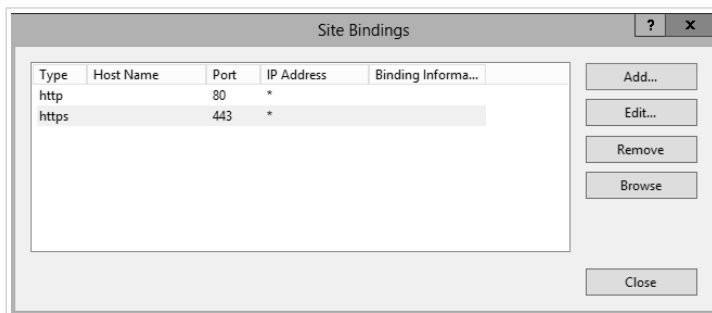 Site Bindings
? x
Type Host Name Port IP Address Binding Informa...
http 80 *
https 443 *
Add...
Edit...
Remove
Browse
Close